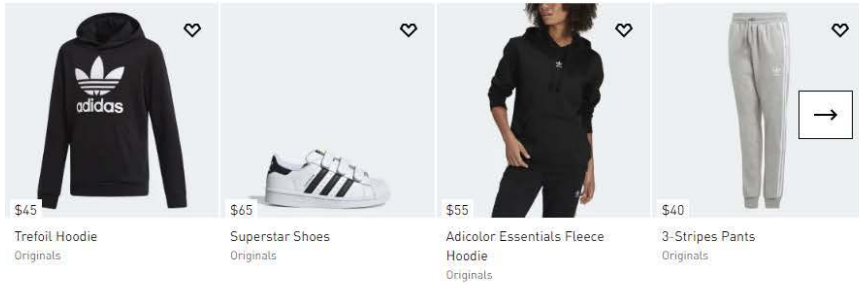 adidas
$45
Trefoil Hoodie
Originals
$65
Superstar Shoes
Originals
$55
Adicolor Essentials Fleece
Hoodie
Originals
$40
3-Stripes Pants
Originals